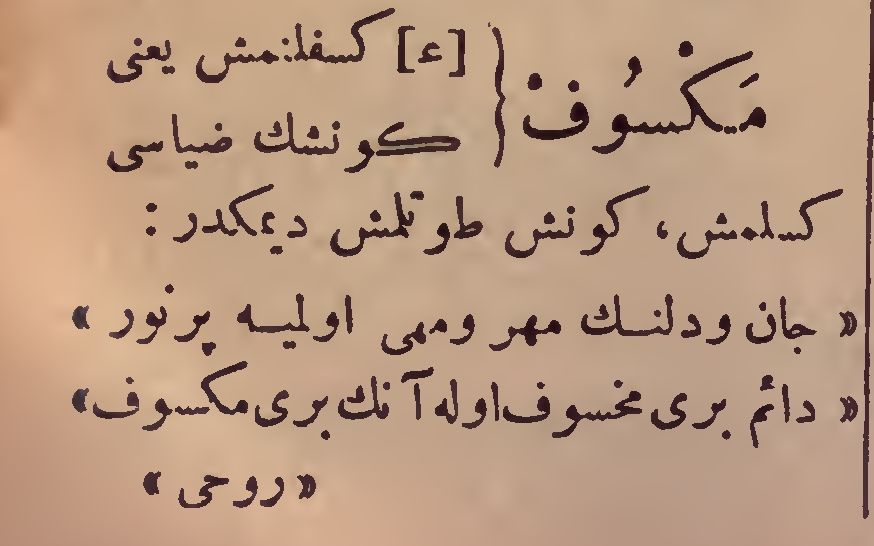 مَكْسُوفْ { [ع] كسفلنمش يعنى
كونشك ضياسى
كسلمش، كونش طوتلمش ديمكدر :
« جان ودلنك مهر ومهى اولميه پرنور »
« دائم برى مخسوف اوله آنك برى مكسوف »
« روحى »